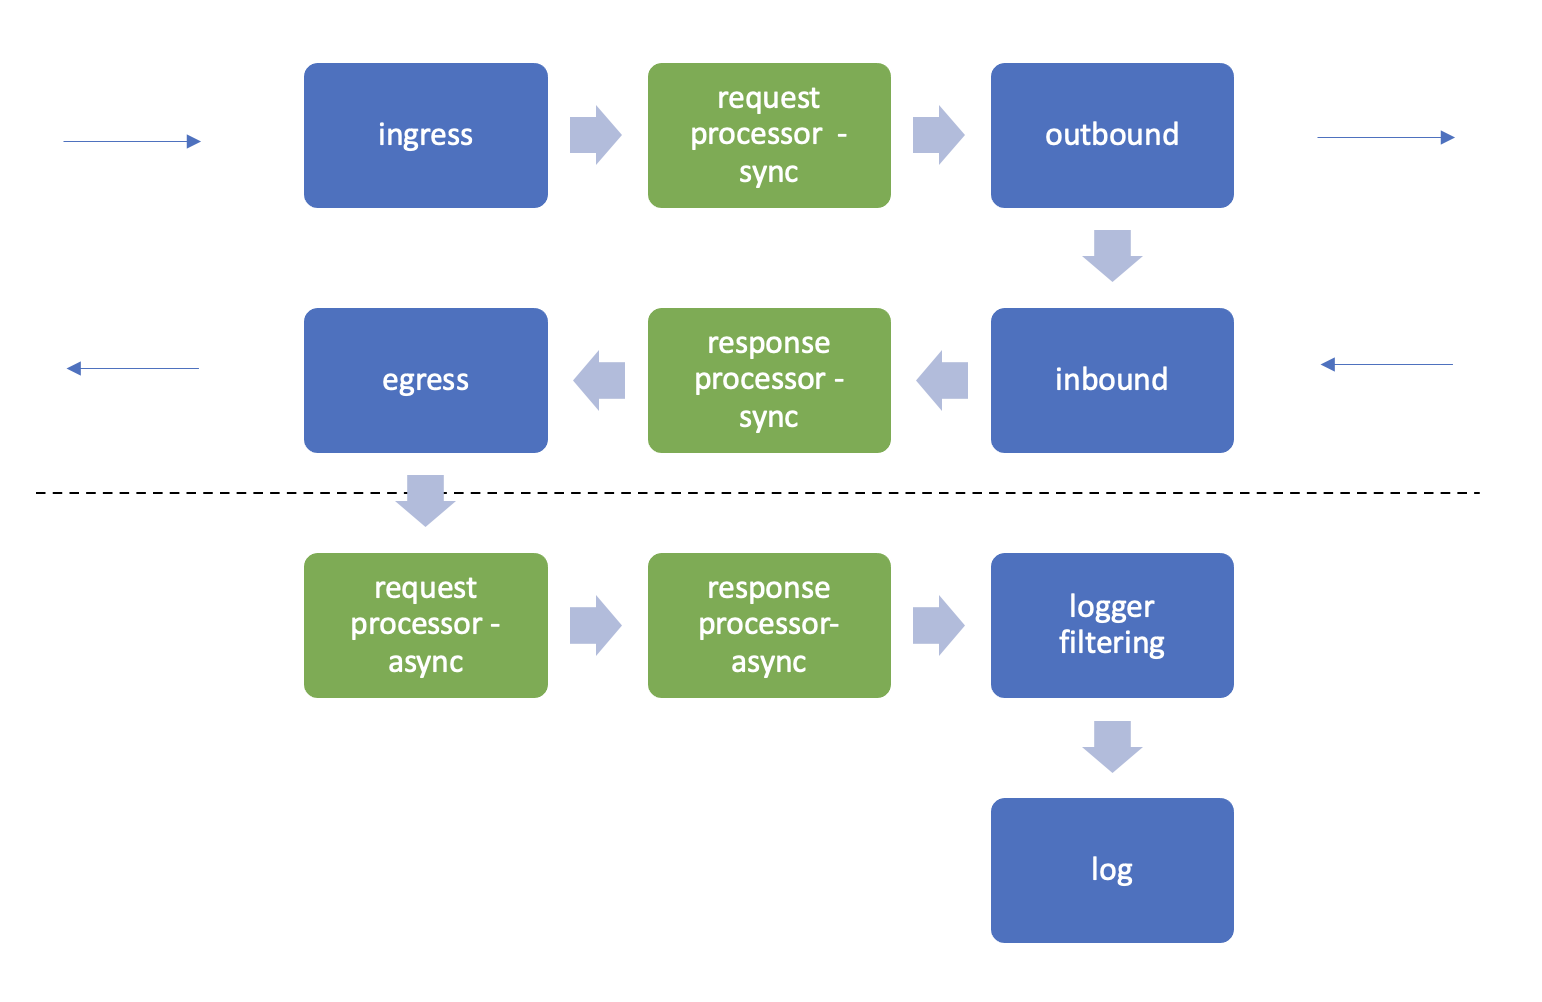 ingress
request
processor -
sync
outbound
egress
response
processor -
sync
inbound
request
processor -
async
response
processor-
async
logger
filtering
log